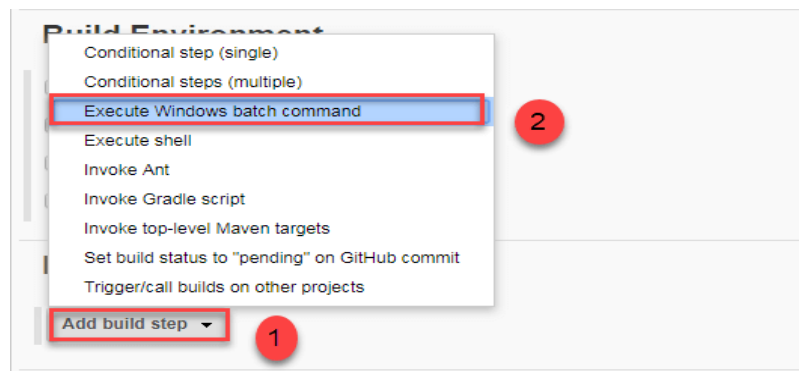 Build Environment
Conditional step (single)
Conditional steps (multiple)
Execute Windows batch command
2
Execute shell
Invoke Ant
Invoke Gradle script
Invoke top-level Maven targets
Set build status to "pending" on GitHub commit
Trigger/call builds on other projects
Add build step
1